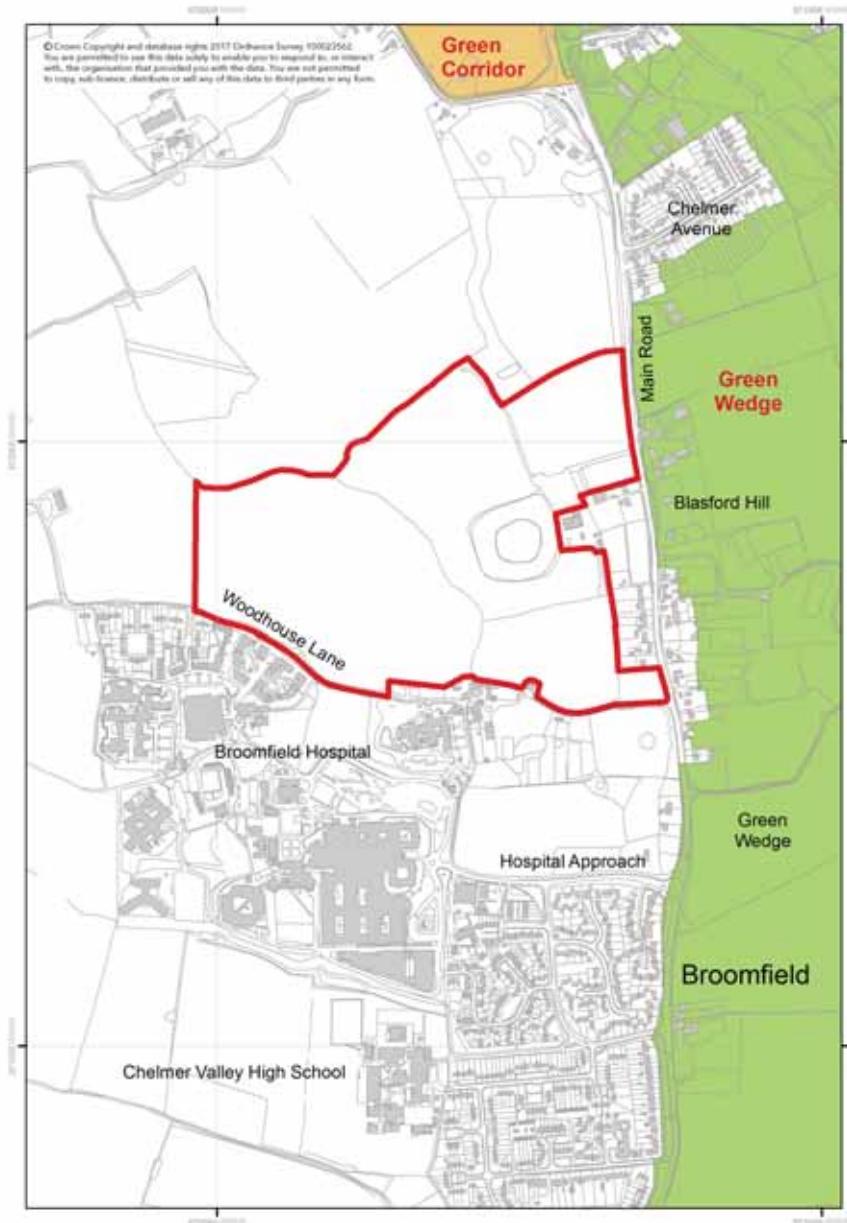 © Crown Copyright and database rights 2017 Ordnance Survey 100023562.
You are permitted to use this data solely to enable you to respond to, or interact
with, the organisation that provided you with the data. You are not permitted
to copy, sub-licence, distribute or sell any of this data to third parties in any form.
Green
Corridor
Chelmer
Avenue
Main Road
Green
Wedge
Blasford Hill
Woodhouse Lane
Broomfield Hospital
Green
Wedge
Hospital Approach
Broomfield
Chelmer Valley High School